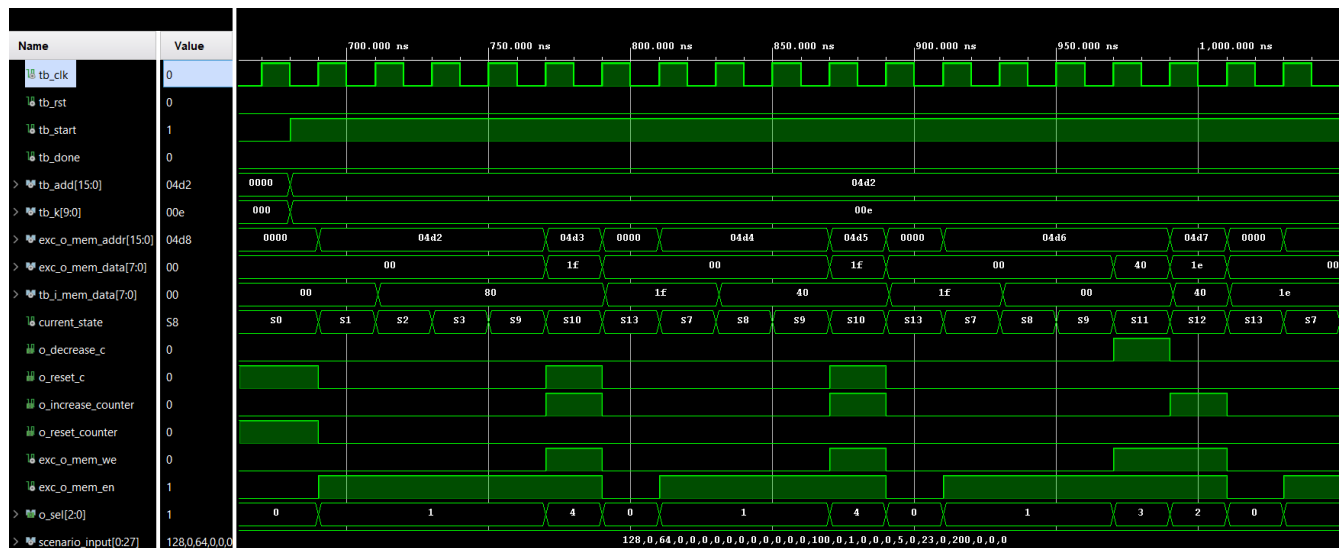 Name Value
700.000 ns 750.000 ns 800.000 ns 850.000 ns 900.000 ns 950.000 ns 1,000.000 ns
tb_clk 0
tb_rst 0
tb_start 1
tb_done 0
tb_add[15:0] 04d2 0000 04d2
tb_k[9:0] 00e 000 00e
exc_o_mem_addr[15:0] 04d8 0000 04d2 04d3 0000 04d4 04d5 0000 04d6 04d7 0000
exc_o_mem_data[7:0] 00 00 1f 00 1f 00 40 1e 00
tb_i_mem_data[7:0] 00 00 80 1f 40 1f 00 40 1e
current_state S8 S0 S1 S2 S3 S9 S10 S13 S7 S8 S9 S10 S13 S7 S8 S9 S11 S12 S13 S7
o_decrease_c 0
o_reset_c 0
o_increase_counter 0
o_reset_counter 0
exc_o_mem_we 0
exc_o_mem_en 1
o_sel[2:0] 1 0 1 4 0 1 4 0 1 3 2 0
scenario_input[0:27] 128,0,64,0,0,0 128,0,64,0,0,0,0,0,0,0,0,0,0,0,100,0,1,0,0,0,5,0,23,0,200,0,0,0